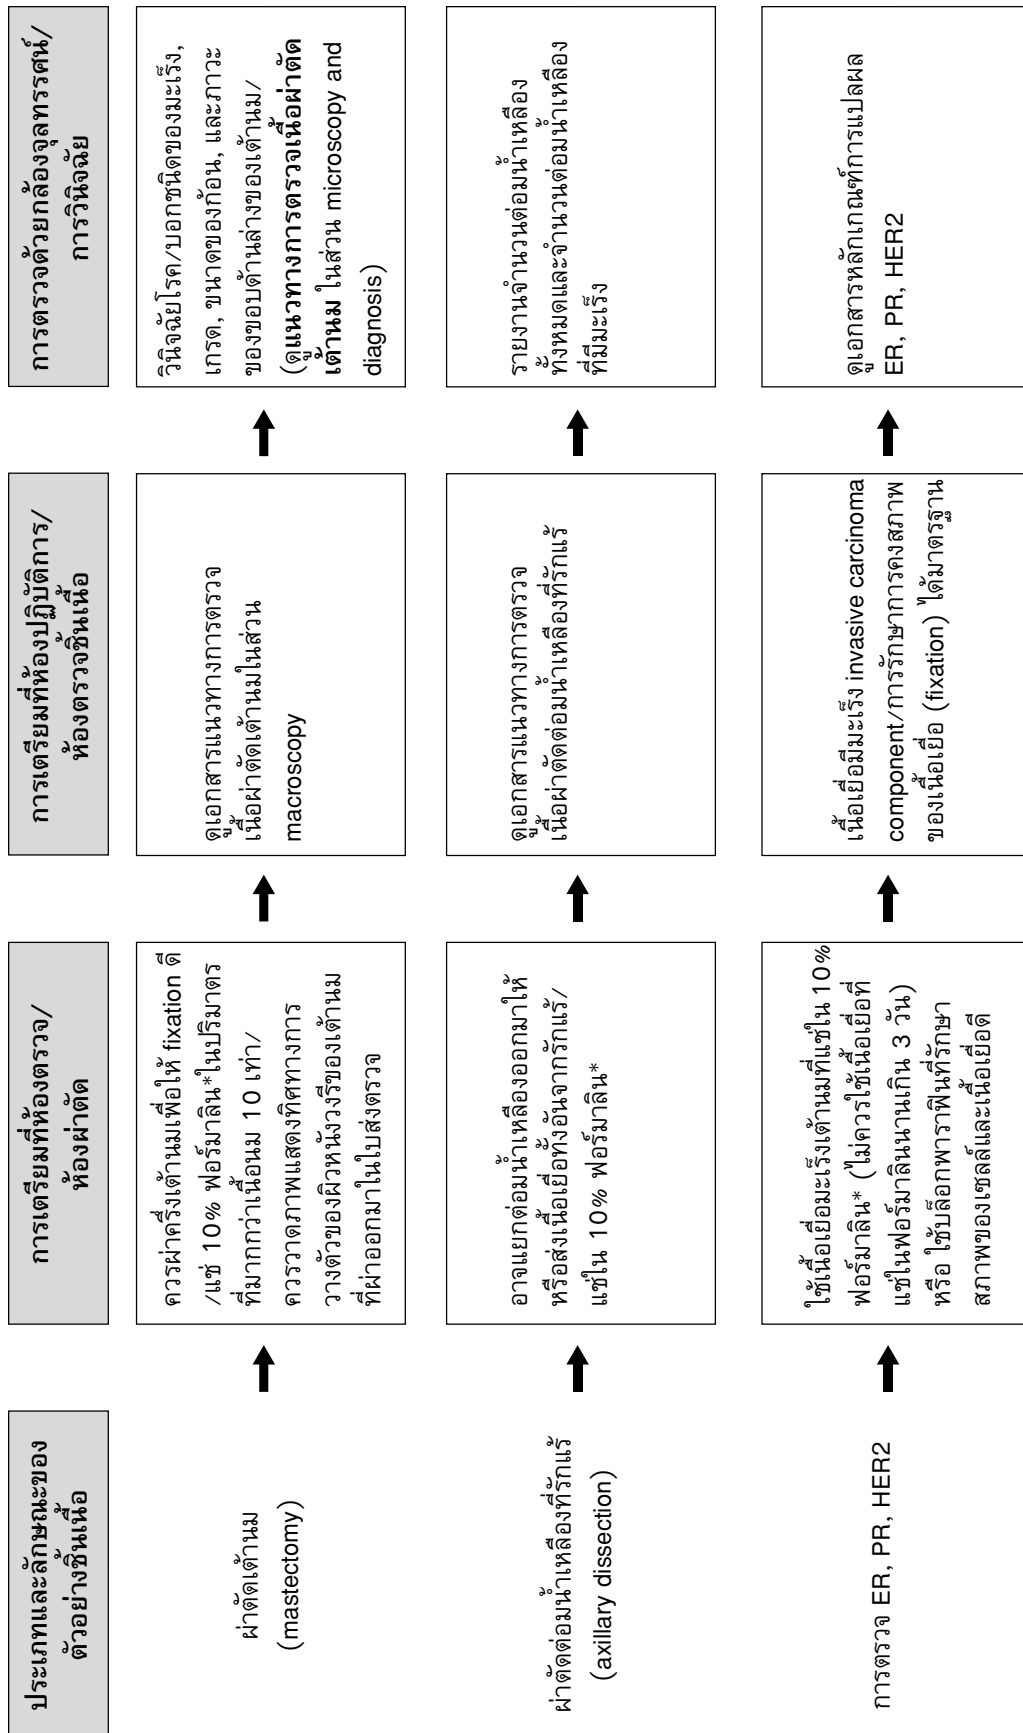 ประเภทและลักษณะของ
ตัวอย่างชิ้นเนื้อ
การเตรียมที่ห้องตรวจ/
ห้องผ่าตัด
การเตรียมที่ห้องปฏิบัติการ/
ห้องตรวจชิ้นเนื้อ
การตรวจด้วยกล้องจุลทรรศน์/
การวินิจฉัย
ผ่าตัดเต้านม
(mastectomy)
ควรผ่าครึ่งเต้านมเพื่อให้ fixation ดี
/แช่ 10% ฟอร์มาลิน*ในปริมาตร
ที่มากกว่าเนื้อนม 10 เท่า/
ควรวาดภาพแสดงทิศทางการ
วางตัวของผิวหนังวงรีของเต้านม
ที่ผ่าออกมาในใบส่งตรวจ
ดูเอกสารแนวทางการตรวจ
เนื้อผ่าตัดเต้านมในส่วน
macroscopy
วินิจฉัยโรค/บอกชนิดของมะเร็ง,
เกรด, ขนาดของก้อน, และภาวะ
ของขอบด้านล่างของเต้านม/
(ดูแนวทางการตรวจเนื้อผ่าตัด
เต้านม ในส่วน microscopy and
diagnosis)
ผ่าตัดต่อมน้ำเหลืองที่รักแร้
(axillary dissection)
อาจแยกต่อมน้ำเหลืองออกมาให้
หรือส่งเนื้อเยื่อทั้งอันจากรักแร้/
แช่ใน 10% ฟอร์มาลิน*
ดูเอกสารแนวทางการตรวจ
เนื้อผ่าตัดต่อมน้ำเหลืองที่รักแร้
รายงานจำนวนต่อมน้ำเหลือง
ทั้งหมดและจำนวนต่อมน้ำเหลือง
ที่มีมะเร็ง
การตรวจ ER, PR, HER2
ใช้เนื้อเยื่อมะเร็งเต้านมที่แช่ใน 10%
ฟอร์มาลิน* (ไม่ควรใช้เนื้อเยื่อที่
แช่ในฟอร์มาลินนานเกิน 3 วัน)
หรือ ใช้บล็อกพาราฟินที่รักษา
สภาพของเซลล์และเนื้อเยื่อดี
เนื้อเยื่อมีมะเร็ง invasive carcinoma
component/การรักษาการคงสภาพ
ของเนื้อเยื่อ (fixation) ได้มาตรฐาน
ดูเอกสารหลักเกณฑ์การแปลผล
ER, PR, HER2